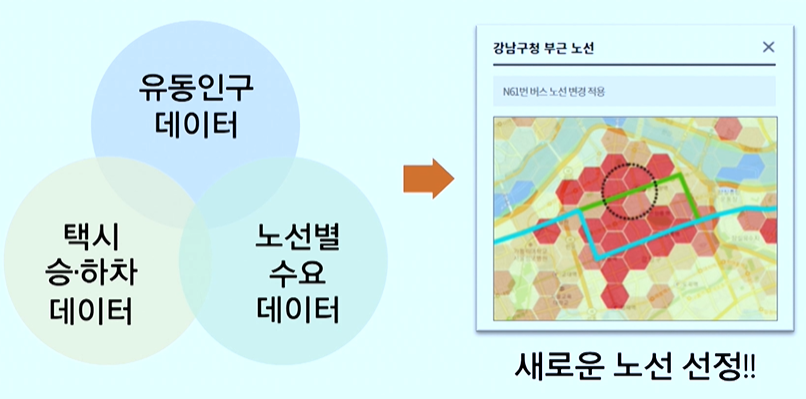 유동인구
데이터
택시
승·하차
데이터
노선별
수요
데이터
강남구청 부근 노선
N61번 버스 노선 변경 적용
새로운 노선 선정!!